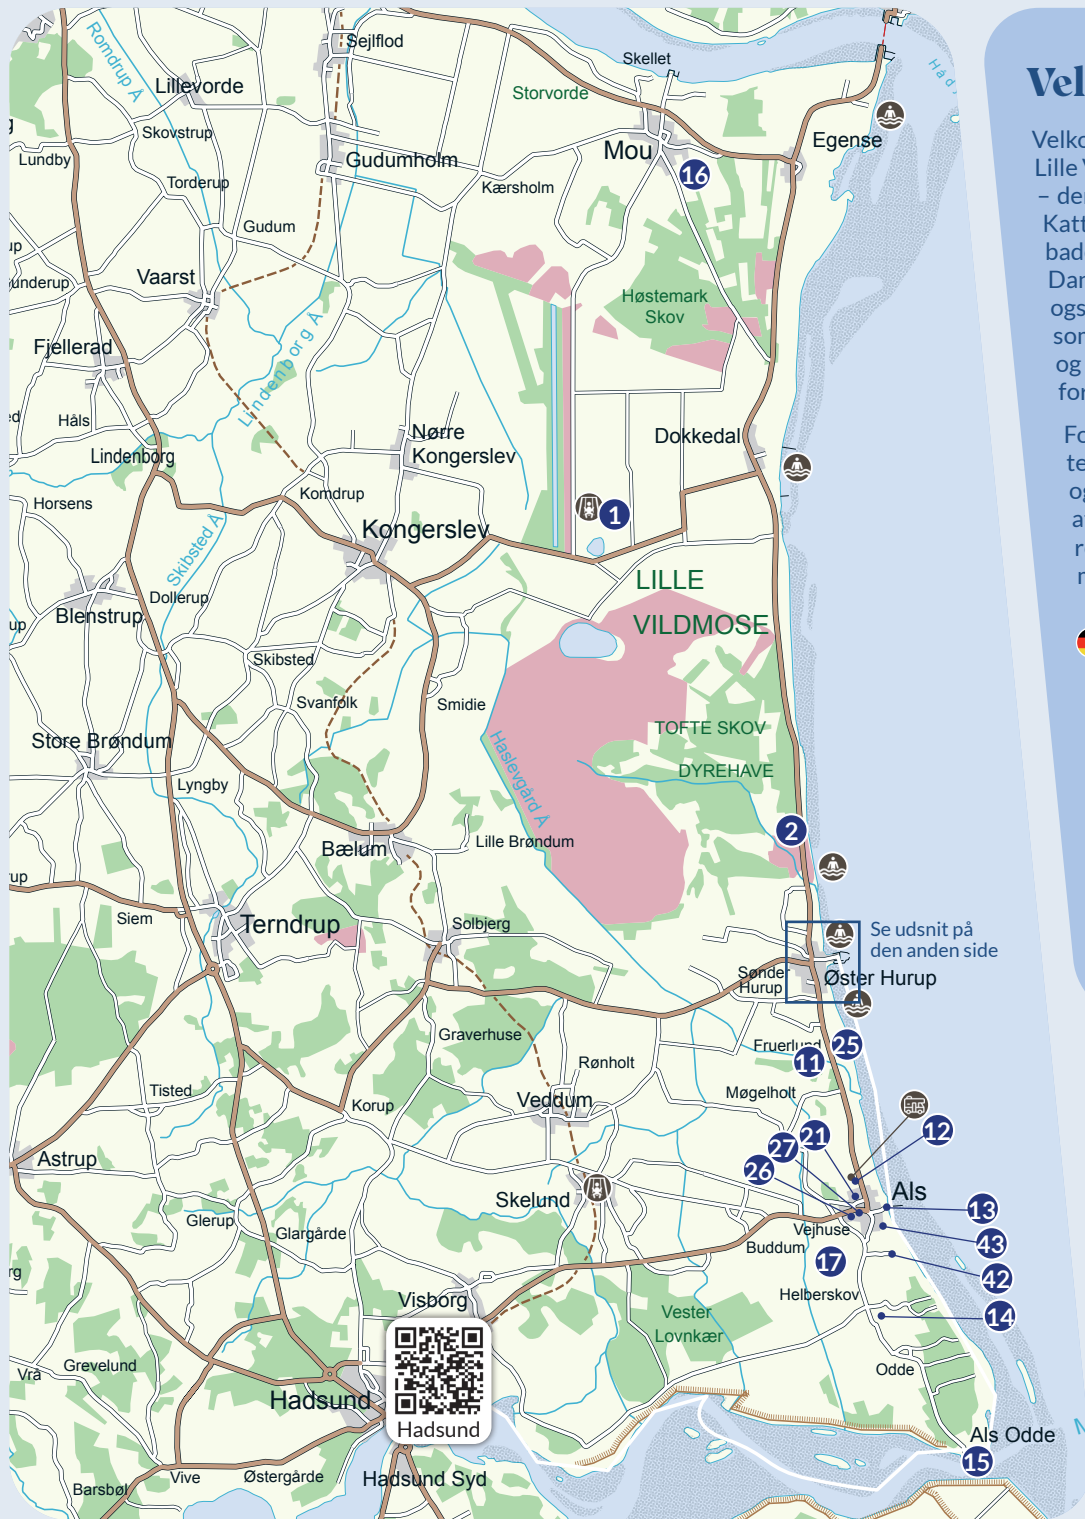 Romdrup Å
Sejlflod
Lillevorde
Skellet
Storvorde
Skovstrup
Lundby
Gudumholm
Mou
Egense
16
Torderup
Kærsholm
Gudum
Vaarst
Høstemark
Skov
Lindenborg Å
Fjellerad
Håls
Lindenborg
Nørre
Kongerslev
Dokkedal
Horsens
Komdrup
1
Kongerslev
Skibsted Å
LILLE
VILDMOSE
Dollerup
Blenstrup
Skibsted
Svanfolk
Smidie
Store Brøndum
TOFTE SKOV
DYREHAVE
Haslevgård Å
Lyngby
2
Bælum
Lille Brøndum
Siem
Terndrup
Solbjerg
Se udsnit på
den anden side
Sønder
Hurup
Øster Hurup
Graverhuse
Fruerlund
25
11
Rønholt
Tisted
Møgelholt
Korup
Veddum
12
21
27
26
Astrup
Skelund
Als
13
Glerup
Glargårde
Vejhuse
Buddum
43
17
42
Helberskov
Visborg
Vester
Lovnkær
14
Vrå
Grevelund
Odde
Hadsund
Hadsund
Als Odde
15
Vive
Østergårde
Hadsund Syd
Barsbøl